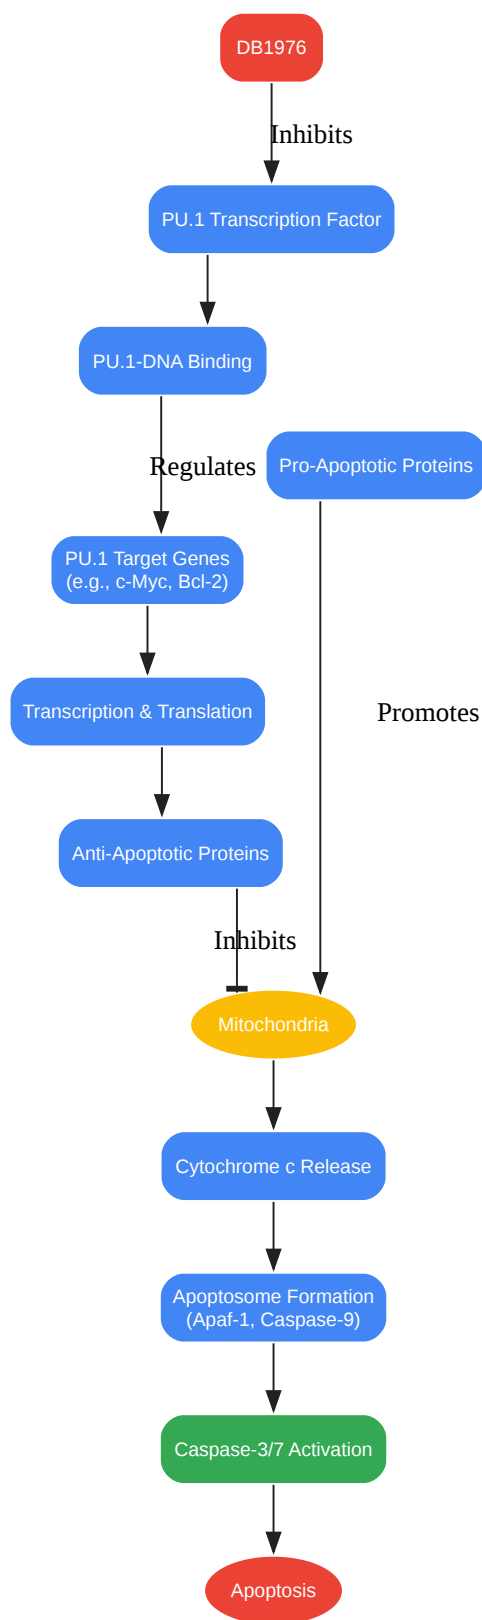 DB1976
Inhibits
PU.1 Transcription Factor
PU.1-DNA Binding
Regulates
Pro-Apoptotic Proteins
PU.1 Target Genes
(e.g., c-Myc, Bcl-2)
Transcription & Translation
Promotes
Anti-Apoptotic Proteins
Inhibits
Mitochondria
Cytochrome c Release
Apoptosome Formation
(Apaf-1, Caspase-9)
Caspase-3/7 Activation
Apoptosis